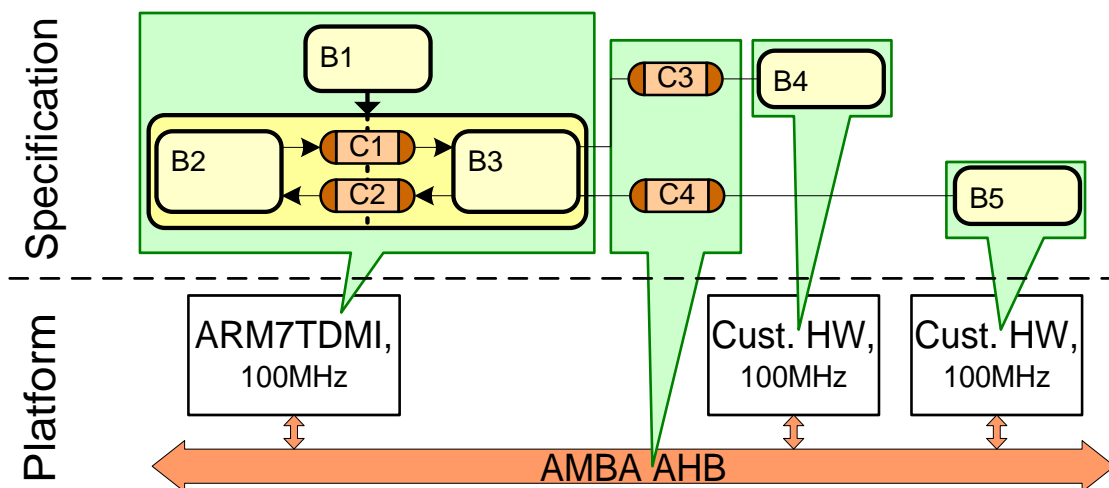 Specification
B1
B2
C1
B3
C2
C3
B4
C4
B5
Platform
ARM7TDMI,
100MHz
Cust. HW,
100MHz
Cust. HW,
100MHz
AMBA AHB